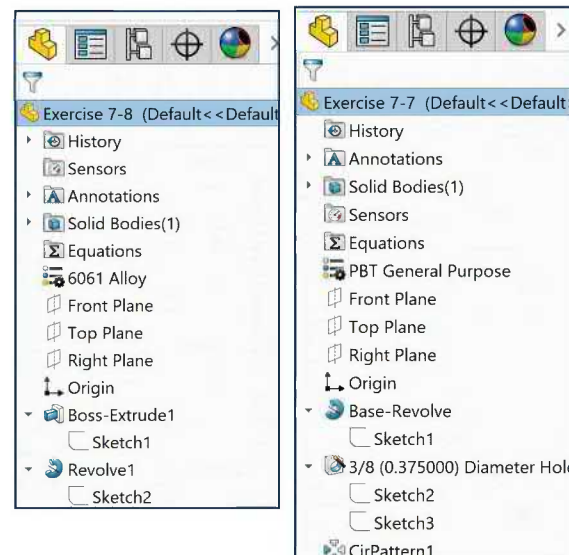 Exercise 7-8 (Default<<Default
History
Sensors
Annotations
Solid Bodies(1)
Equations
6061 Alloy
Front Plane
Top Plane
Right Plane
Origin
Boss-Extrude1
Sketch1
Revolve1
Sketch2
Exercise 7-7 (Default<<Default
History
Annotations
Solid Bodies(1)
Sensors
Equations
PBT General Purpose
Front Plane
Top Plane
Right Plane
Origin
Base-Revolve
Sketch1
3/8 (0.375000) Diameter Hole
Sketch2
Sketch3
CirPattern1